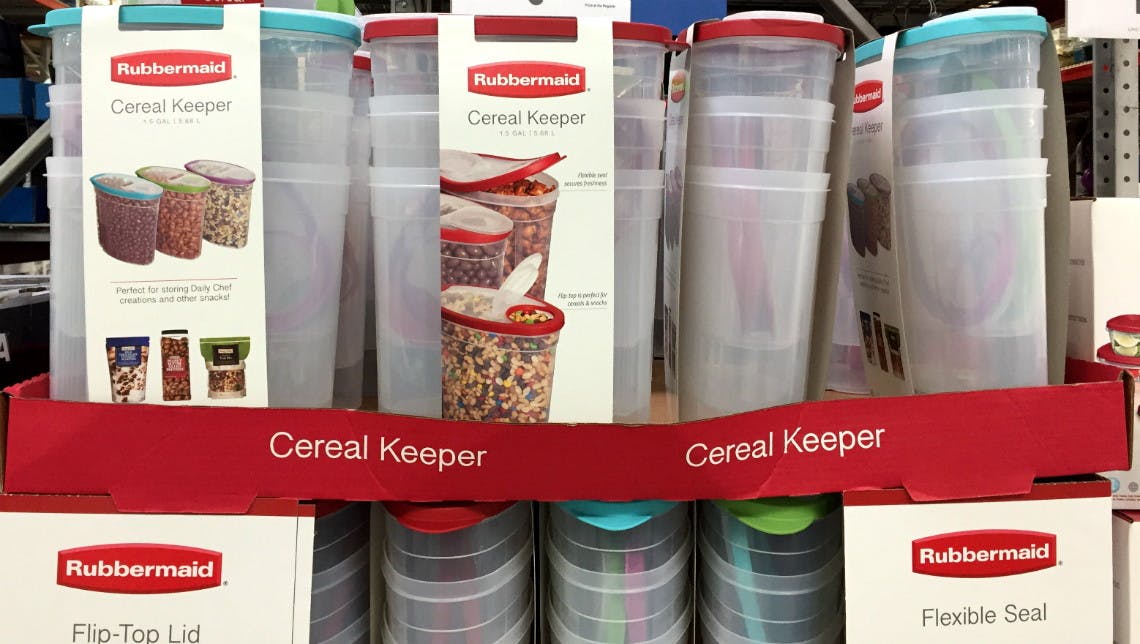 Rubbermaid
Cereal Keeper
1.5 GAL | 5.68 L
Perfect for storing Daily Chef
creations and other snacks!
Rubbermaid
Cereal Keeper
1.5 GAL | 5.68 L
Flexible seal
secures freshness
Flip top is perfect for
cereals & snacks
Rubbermaid
Cereal Keeper
Cereal Keeper
Cereal Keeper
Rubbermaid
Flip-Top Lid
Rubbermaid
Flexible Seal